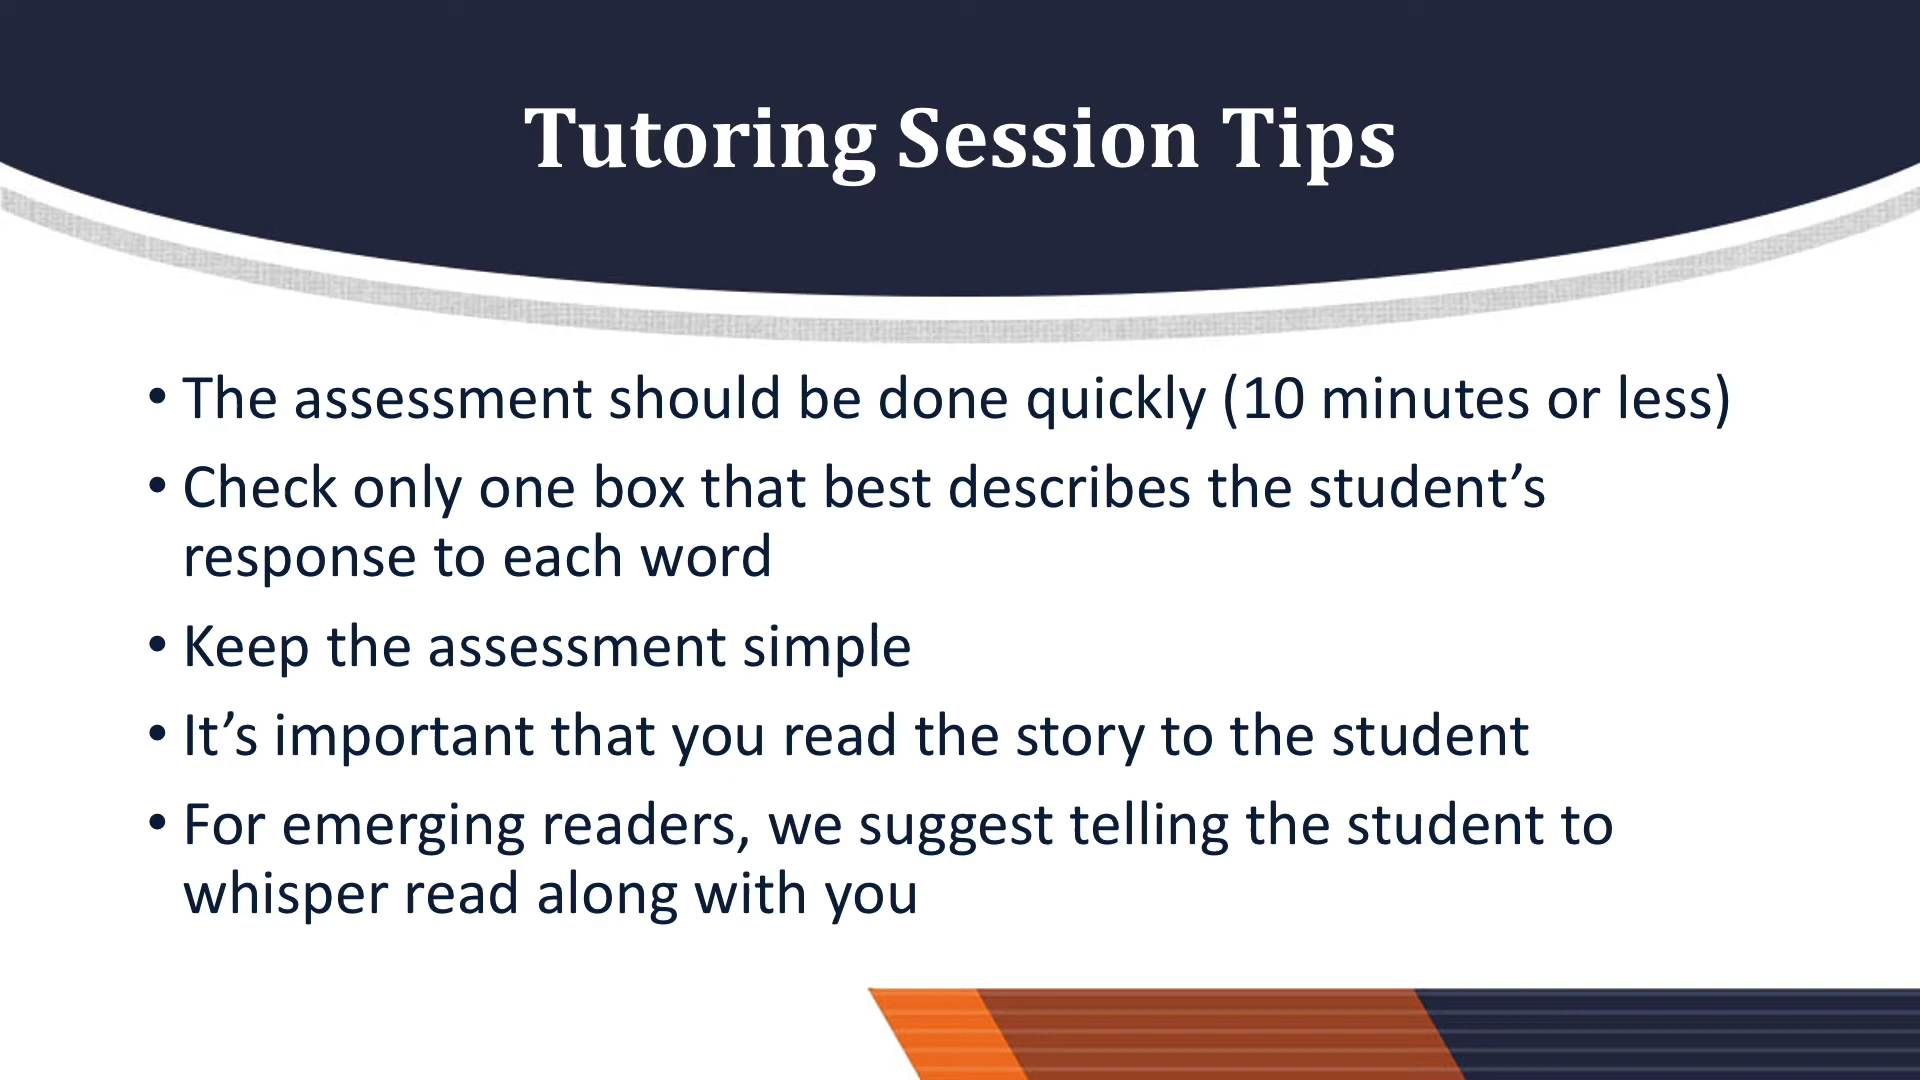 Tutoring Session Tips
• The assessment should be done quickly (10 minutes or less)
• Check only one box that best describes the student’s
response to each word
• Keep the assessment simple
• It’s important that you read the story to the student
• For emerging readers, we suggest telling the student to
whisper read along with you